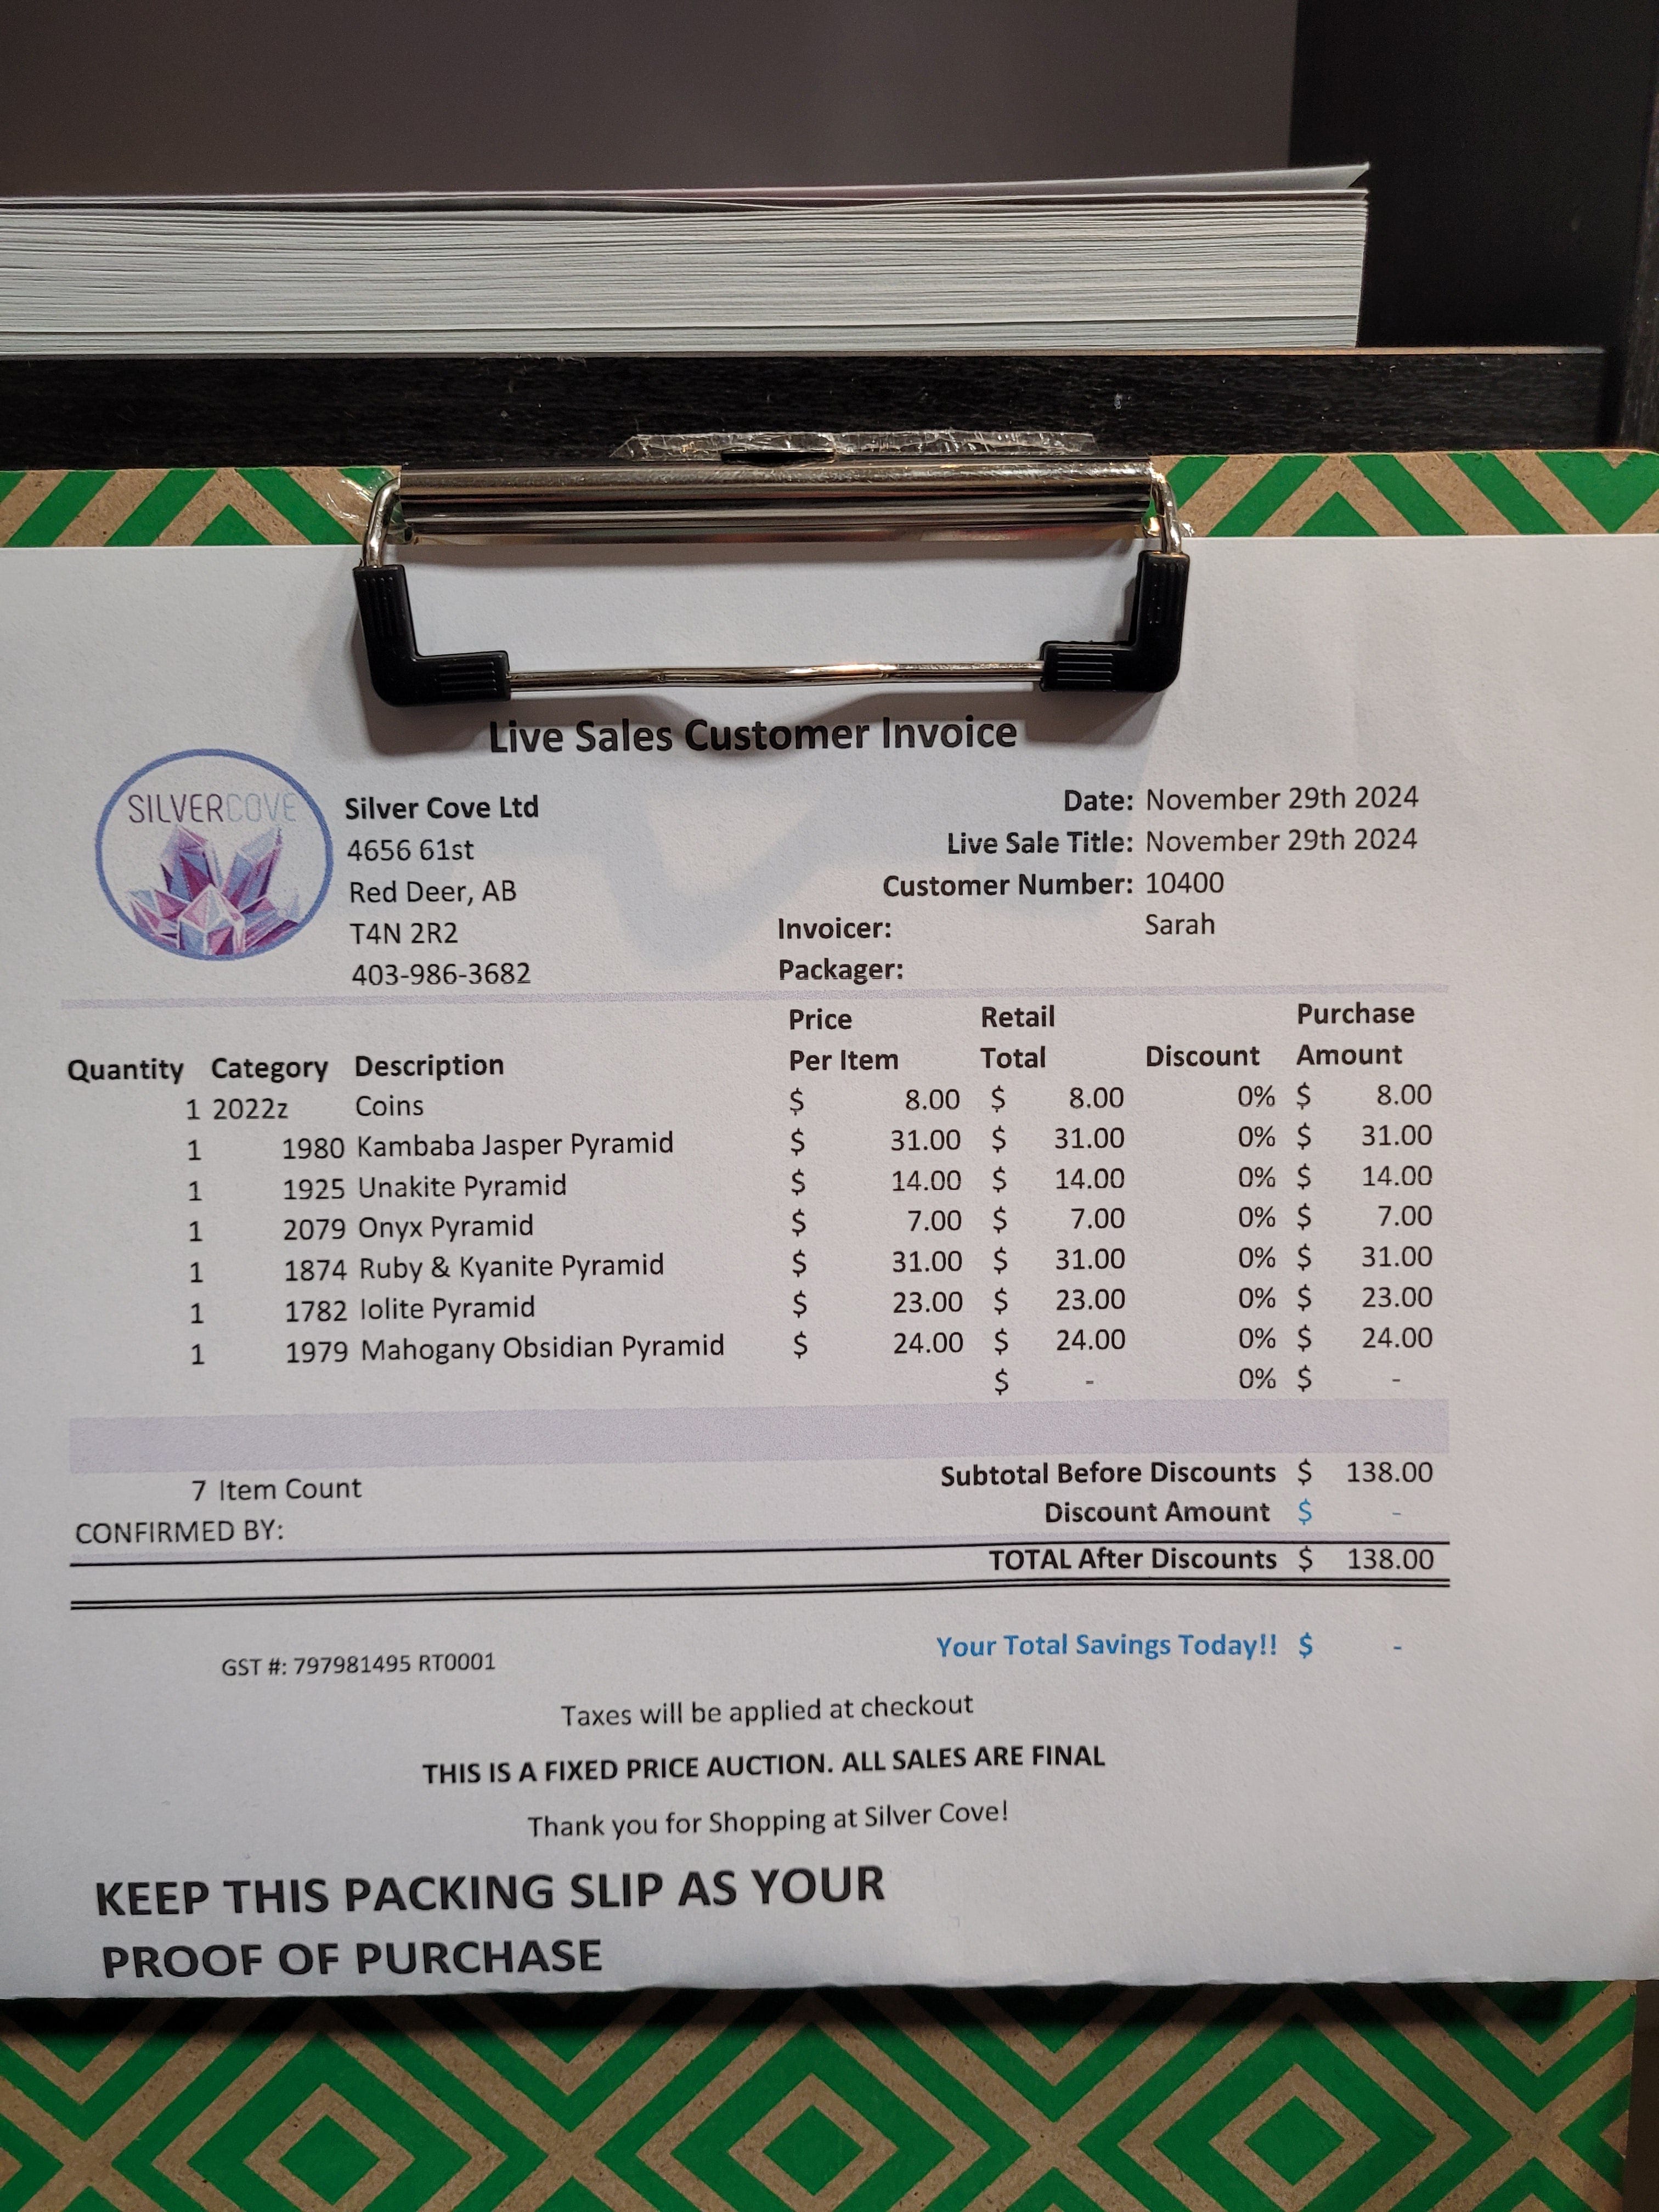 Live Sales Customer Invoice
SILVERCOVE
Silver Cove Ltd
4656 61st
Red Deer, AB
T4N 2R2
403-986-3682
Date: November 29th 2024
Live Sale Title: November 29th 2024
Customer Number: 10400
Invoicer: Sarah
Packager:
Quantity Category Description Price Per Item Retail Total Discount Purchase Amount
1 2022z Coins $ 8.00 $ 8.00 0% $ 8.00
1 1980 Kambaba Jasper Pyramid $ 31.00 $ 31.00 0% $ 31.00
1 1925 Unakite Pyramid $ 14.00 $ 14.00 0% $ 14.00
1 2079 Onyx Pyramid $ 7.00 $ 7.00 0% $ 7.00
1 1874 Ruby & Kyanite Pyramid $ 31.00 $ 31.00 0% $ 31.00
1 1782 Iolite Pyramid $ 23.00 $ 23.00 0% $ 23.00
1 1979 Mahogany Obsidian Pyramid $ 24.00 $ 24.00 0% $ 24.00
$ - 0% $ -
7 Item Count
Subtotal Before Discounts $ 138.00
Discount Amount $ -
CONFIRMED BY:
TOTAL After Discounts $ 138.00
Your Total Savings Today!! $ -
GST #: 797981495 RT0001
Taxes will be applied at checkout
THIS IS A FIXED PRICE AUCTION. ALL SALES ARE FINAL
Thank you for Shopping at Silver Cove!
KEEP THIS PACKING SLIP AS YOUR
PROOF OF PURCHASE